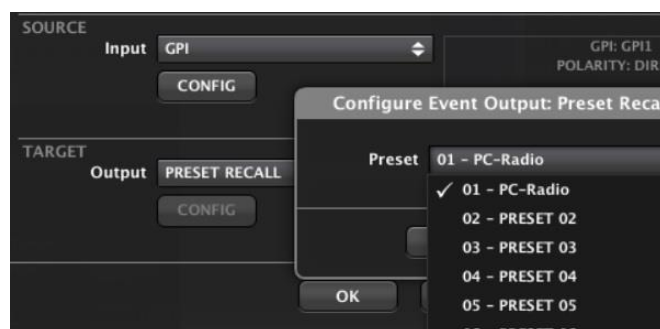 SOURCE
Input GPI
GPI: GPI1
POLARITY: DIR
CONFIG
Configure Event Output: Preset Reca
TARGET
Output PRESET RECALL
Preset 01 - PC-Radio
✓ 01 - PC-Radio
CONFIG
02 - PRESET 02
03 - PRESET 03
04 - PRESET 04
OK
05 - PRESET 05